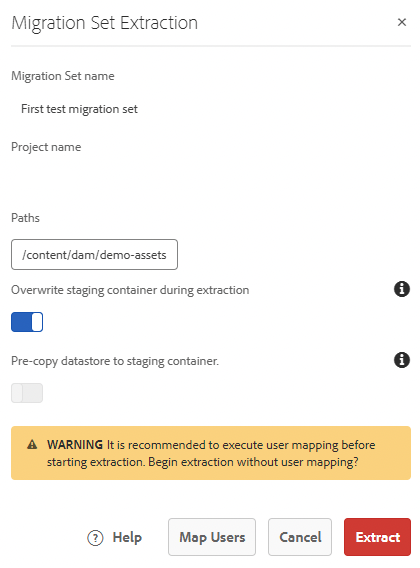 Migration Set Extraction
Migration Set name
First test migration set
Project name
Paths
/content/dam/demo-assets
Overwrite staging container during extraction
Pre-copy datastore to staging container.
WARNING It is recommended to execute user mapping before
starting extraction. Begin extraction without user mapping?
Help
Map Users
Cancel
Extract